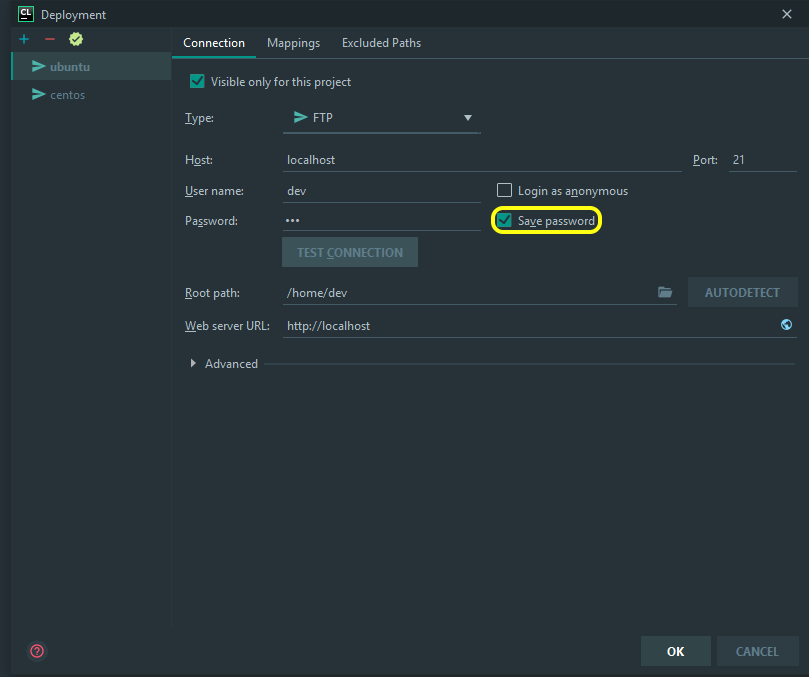 CL Deployment
ubuntu
centos
Connection Mappings Excluded Paths
Visible only for this project
Type: FTP
Host: localhost Port: 21
User name: dev Login as anonymous
Password: ••• Save password
TEST CONNECTION
Root path: /home/dev AUTODETECT
Web server URL: http://localhost
Advanced
? OK CANCEL